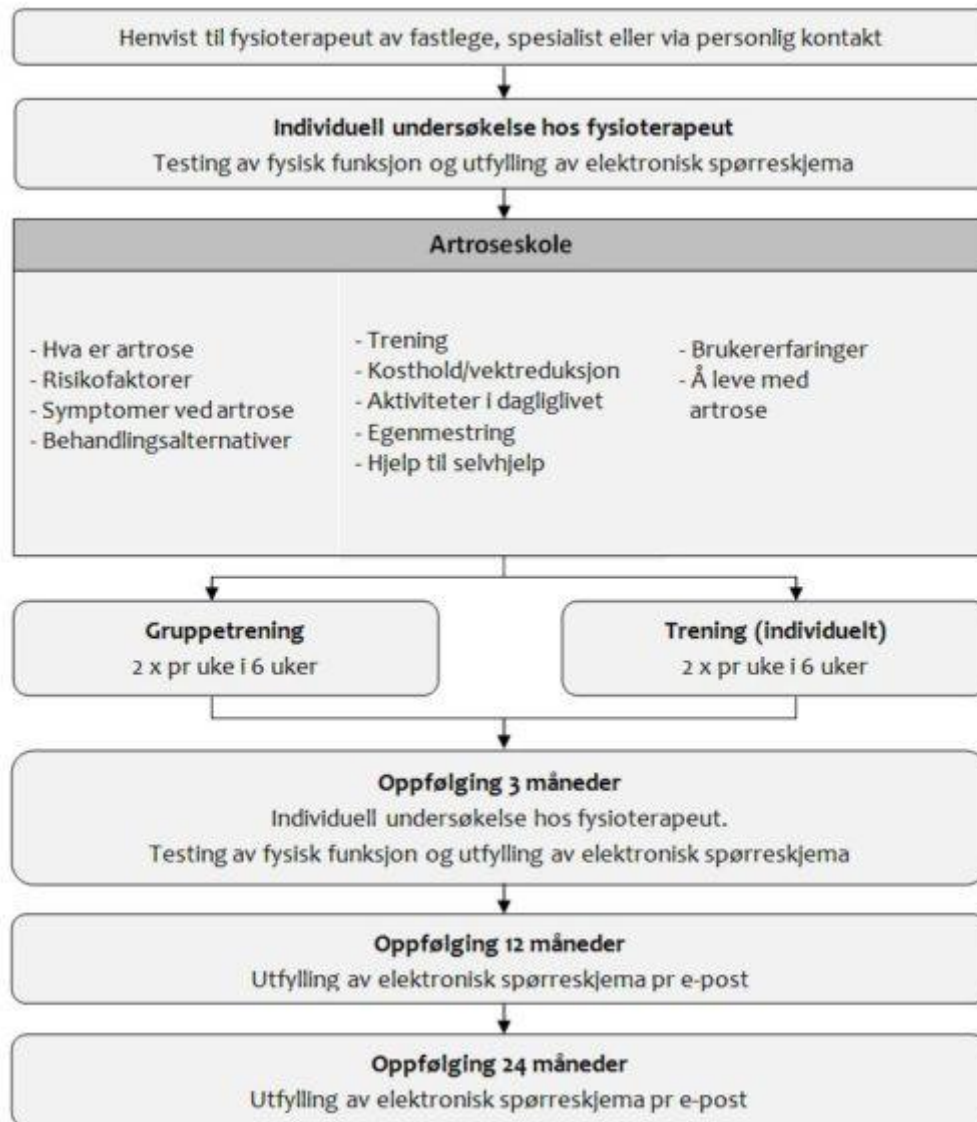 Henvist til fysioterapeut av fastlege, spesialist eller via personlig kontakt
Individuell undersøkelse hos fysioterapeut
Testing av fysisk funksjon og utfylling av elektronisk spørreskjema
Artroseskole
- Hva er artrose
- Risikofaktorer
- Symptomer ved artrose
- Behandlingsalternativer
- Trening
- Kosthold/vektreduksjon
- Aktiviteter i dagliglivet
- Egenmestring
- Hjelp til selvhjelp
- Brukererfaringer
- Å leve med
artrose
Gruppetrening
2 x pr uke i 6 uker
Trening (individuelt)
2 x pr uke i 6 uker
Oppfølging 3 måneder
Individuell undersøkelse hos fysioterapeut.
Testing av fysisk funksjon og utfylling av elektronisk spørreskjema
Oppfølging 12 måneder
Utfylling av elektronisk spørreskjema pr e-post
Oppfølging 24 måneder
Utfylling av elektronisk spørreskjema pr e-post